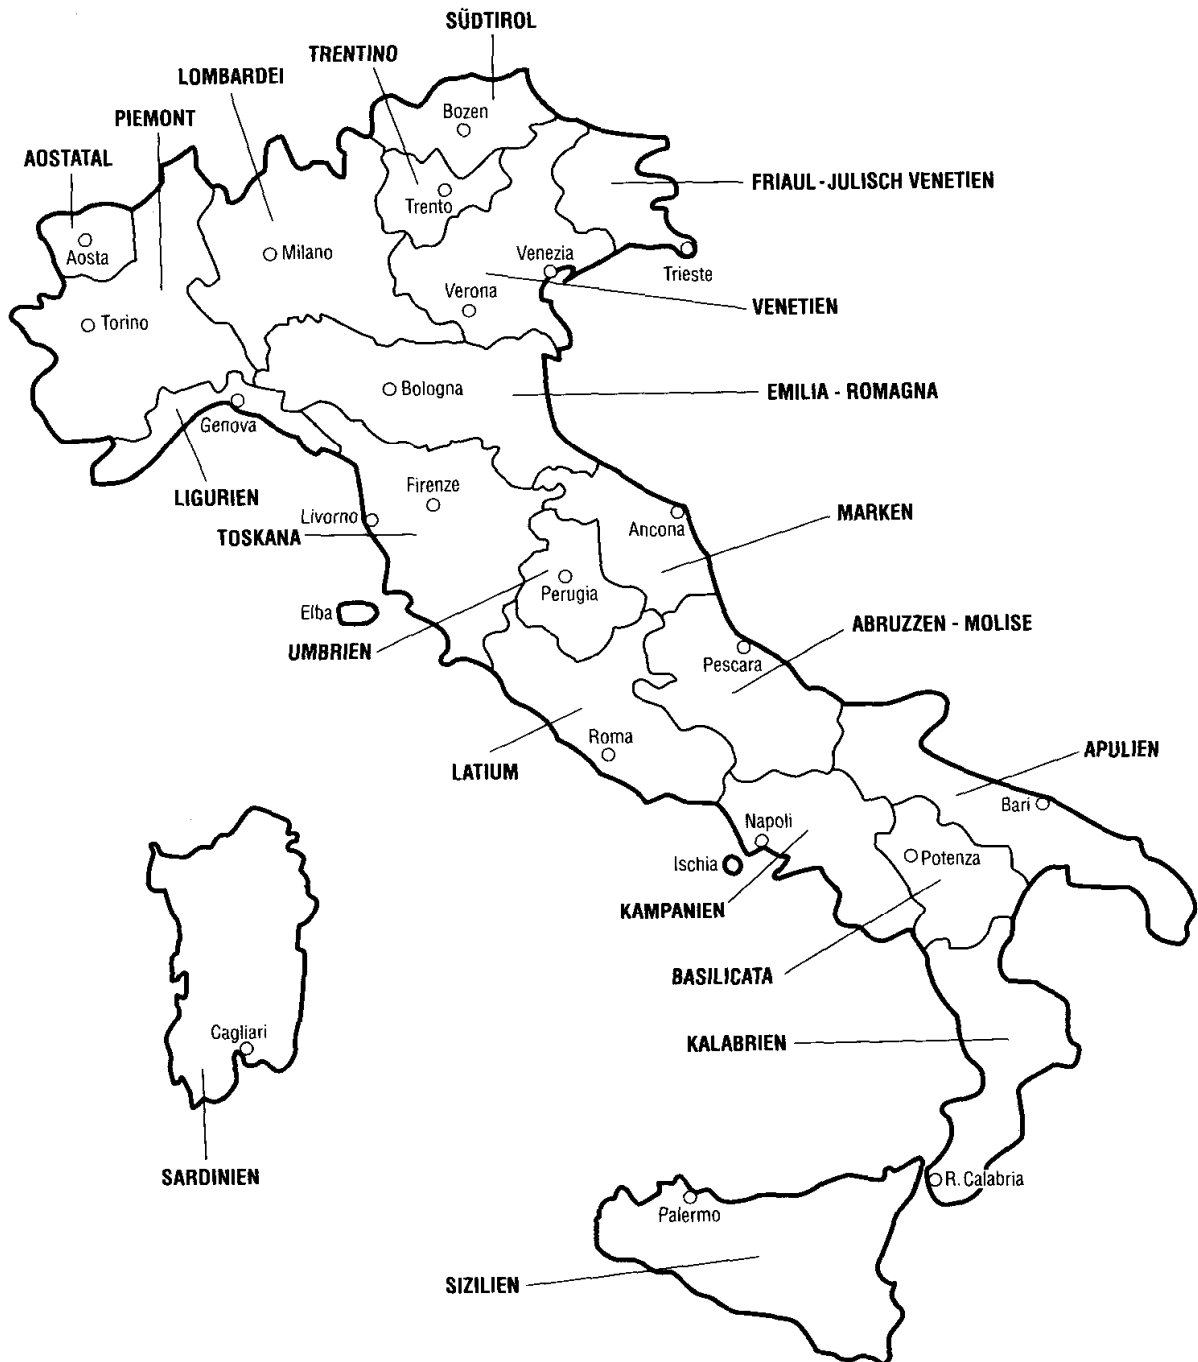 SÜDTIROL
TRENTINO
LOMBARDEI
PIEMONT
AOSTATAL
Bozen
FRIAUL - JULISCH VENETIEN
Trento
Aosta
Milano
Venezia
Trieste
Verona
VENETIEN
Torino
Bologna
EMILIA - ROMAGNA
Genova
LIGURIEN
Firenze
Livorno
TOSKANA
Ancona
MARKEN
Perugia
Elba
UMBRIEN
ABRUZZEN - MOLISE
Pescara
Roma
LATIUM
APULIEN
Bari
Napoli
Ischia
Potenza
KAMPANIEN
BASILICATA
Cagliari
KALABRIEN
SARDINIEN
R. Calabria
Palermo
SIZILIEN